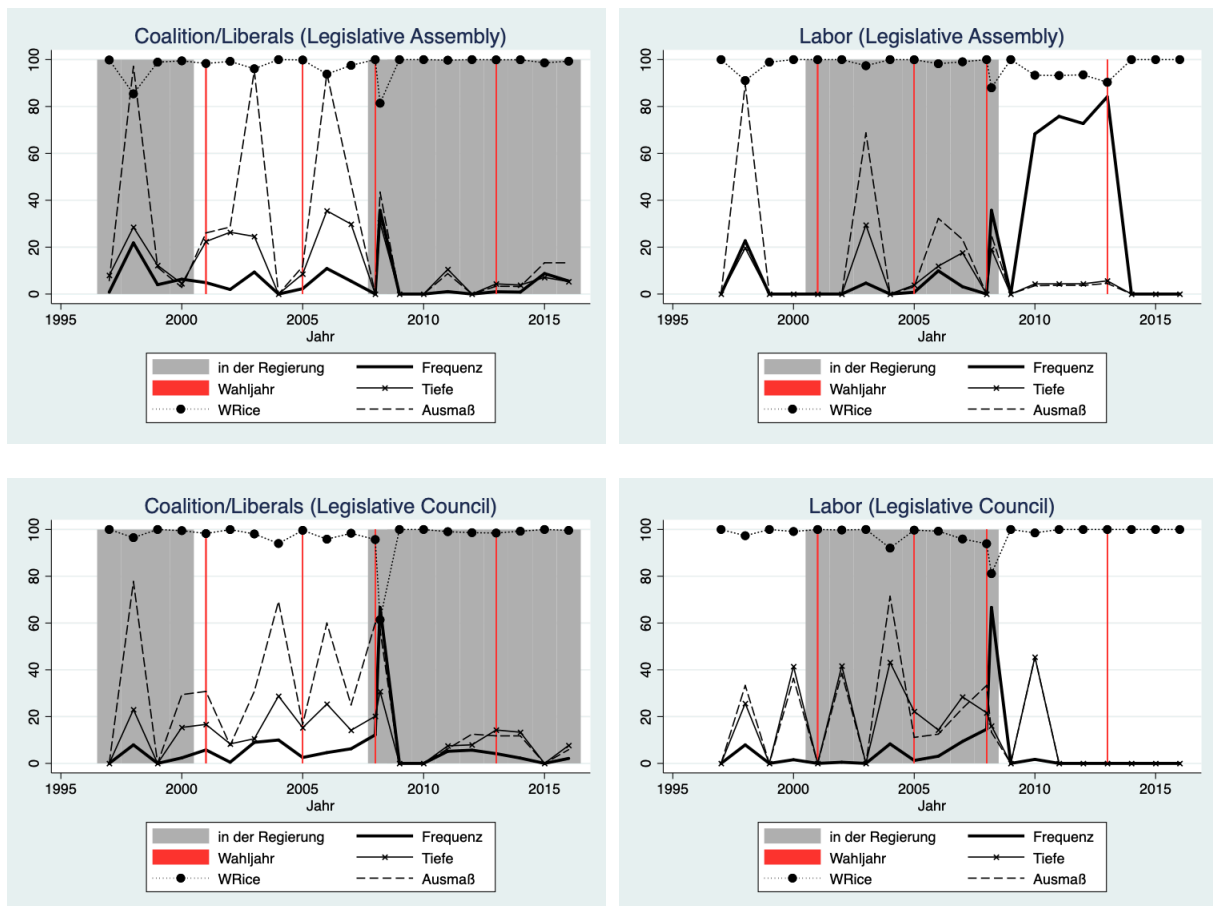 Coalition/Liberals (Legislative Assembly)
100
80
60
40
20
0
1995 2000 2005 2010 2015
Jahr
in der Regierung Frequenz
Wahljahr Tiefe
WRice Ausmaß
Labor (Legislative Assembly)
100
80
60
40
20
0
1995 2000 2005 2010 2015
Jahr
in der Regierung Frequenz
Wahljahr Tiefe
WRice Ausmaß
Coalition/Liberals (Legislative Council)
100
80
60
40
20
0
1995 2000 2005 2010 2015
Jahr
in der Regierung Frequenz
Wahljahr Tiefe
WRice Ausmaß
Labor (Legislative Council)
100
80
60
40
20
0
1995 2000 2005 2010 2015
Jahr
in der Regierung Frequenz
Wahljahr Tiefe
WRice Ausmaß